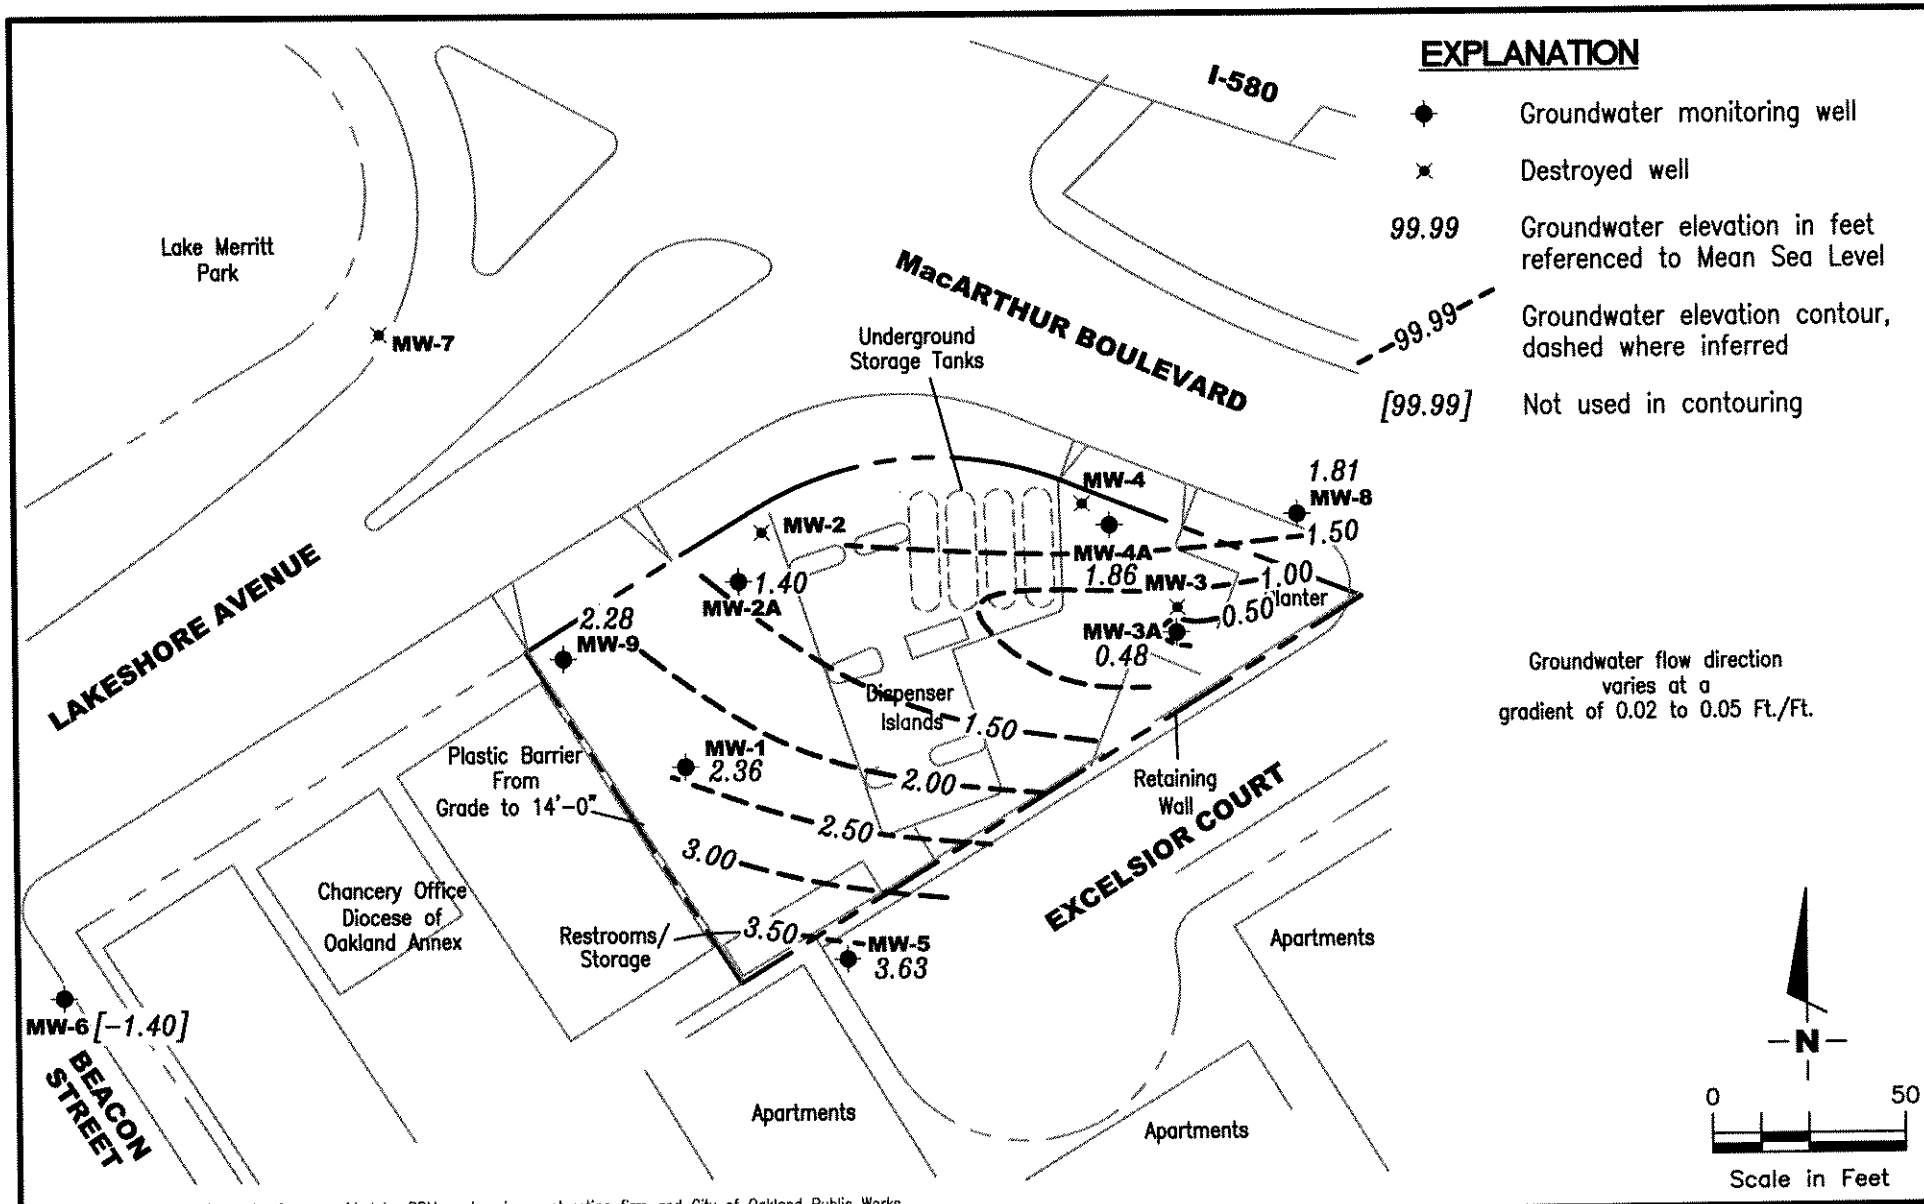 EXPLANATION
Groundwater monitoring well
Destroyed well
99.99
Groundwater elevation in feet
referenced to Mean Sea Level
99.99
Groundwater elevation contour,
dashed where inferred
[99.99]
Not used in contouring
I-580
Lake Merritt
Park
MW-7
MacARTHUR BOULEVARD
Underground
Storage Tanks
LAKESHORE AVENUE
MW-2
1.40
MW-2A
2.28
MW-9
MW-4
MW-4A
1.86
1.81
MW-8
1.50
MW-3
1.00
Planter
0.50
MW-3A
0.48
Dispenser
Islands
1.50
MW-1
2.36
2.00
2.50
3.00
3.50
MW-5
3.63
Plastic Barrier
From
Grade to 14'-0"
Retaining
Wall
EXCELSIOR COURT
Groundwater flow direction
varies at a
gradient of 0.02 to 0.05 Ft./Ft.
Chancery Office
Diocese of
Oakland Annex
Restrooms/
Storage
Apartments
Apartments
Apartments
MW-6 [-1.40]
BEACON
STREET
N
0 50
Scale in Feet
and City of Oakland Public Works